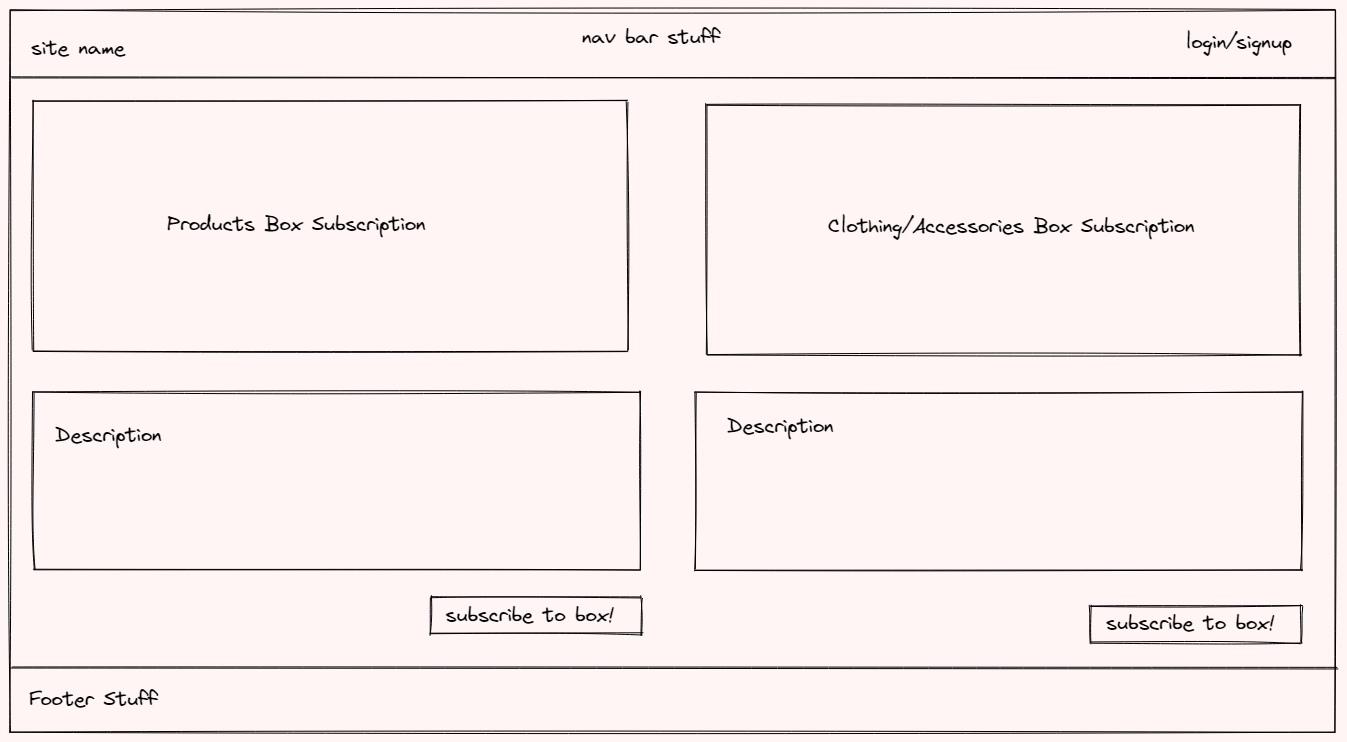 site name
nav bar stuff
login/signup
Products Box Subscription
Clothing/Accessories Box Subscription
Description
Description
subscribe to box!
subscribe to box!
Footer Stuff